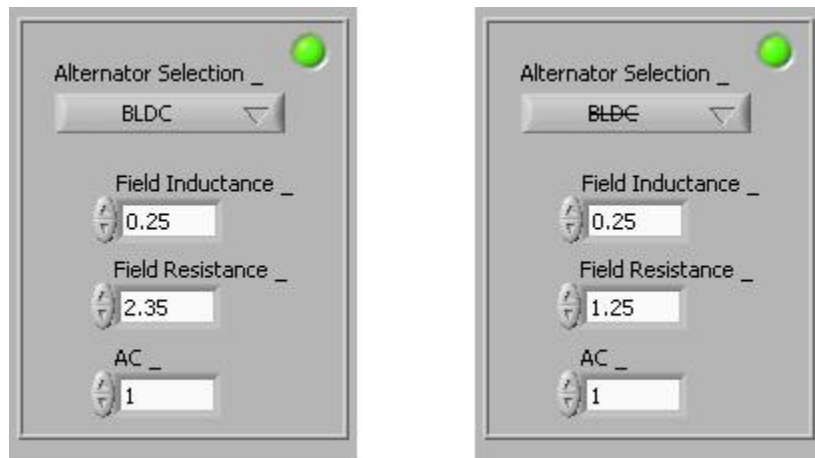 Alternator Selection _
BLDC
Field Inductance _
0.25
Field Resistance _
2.35
AC _
1
Alternator Selection _
BLDC
Field Inductance _
0.25
Field Resistance _
1.25
AC _
1